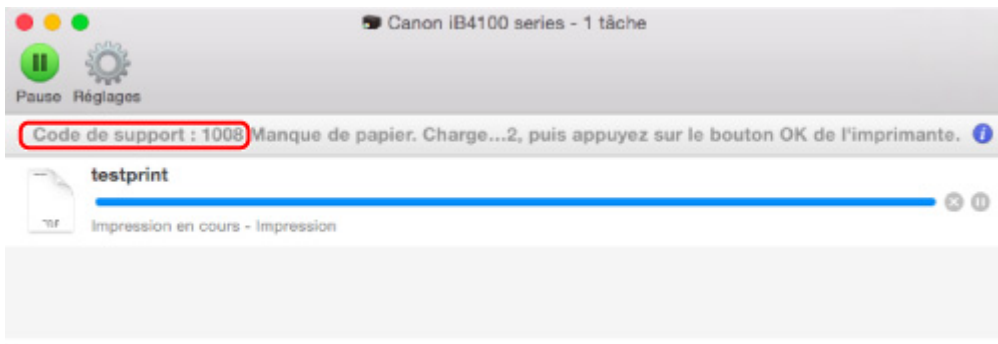 Canon iB4100 series - 1 tâche
Pause Réglages
Code de support : 1008 Manque de papier. Charge...2, puis appuyez sur le bouton OK de l'imprimante.
testprint
Impression en cours - Impression